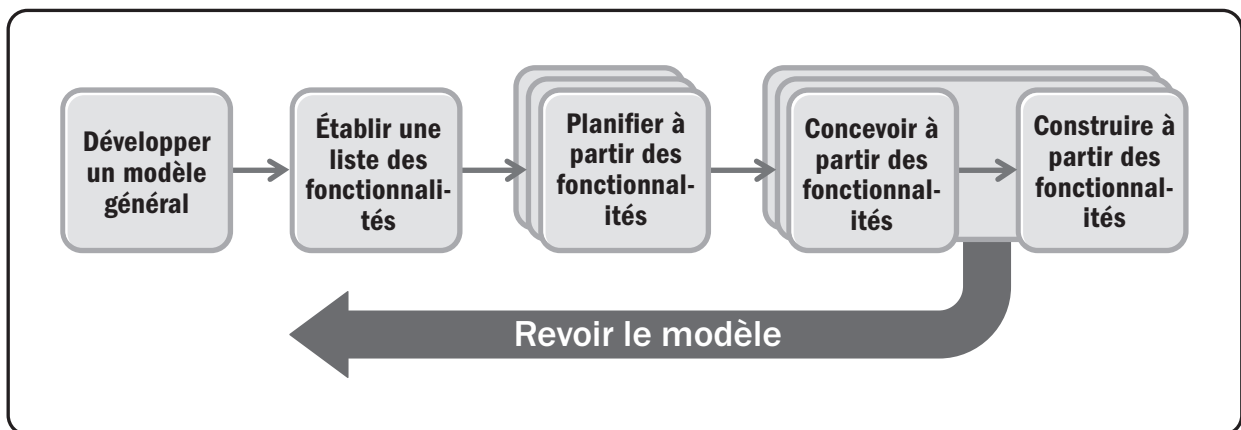 Développer
un modèle
général
Établir une
liste des
fonctionnali-
tés
Planifier à
partir des
fonctionnal-
ités
Concevoir à
partir des
fonctionnal-
ités
Construire à
partir des
fonctionnal-
ités
Revoir le modèle